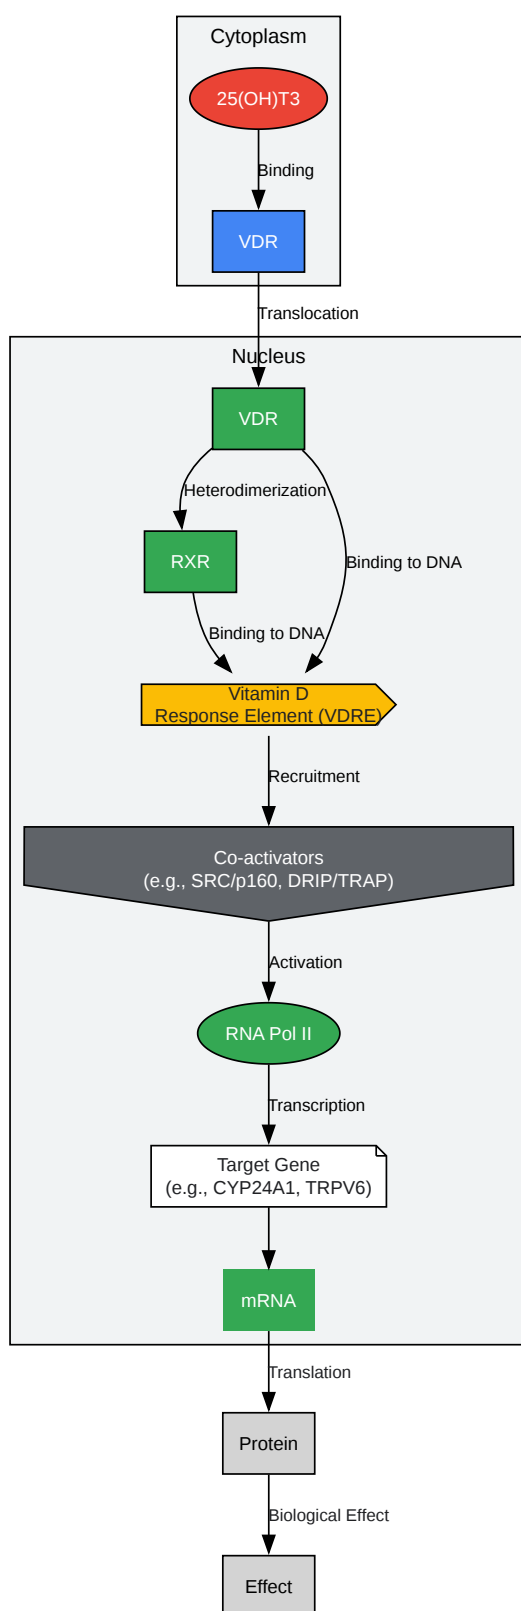 Cytoplasm
25(OH)T3
Binding
VDR
Translocation
Nucleus
VDR
Heterodimerization
RXR
Binding to DNA
Binding to DNA
Vitamin D
Response Element (VDRE)
Recruitment
Co-activators
(e.g., SRC/p160, DRIP/TRAP)
Activation
RNA Pol II
Transcription
Target Gene
(e.g., CYP24A1, TRPV6)
mRNA
Translation
Protein
Biological Effect
Effect